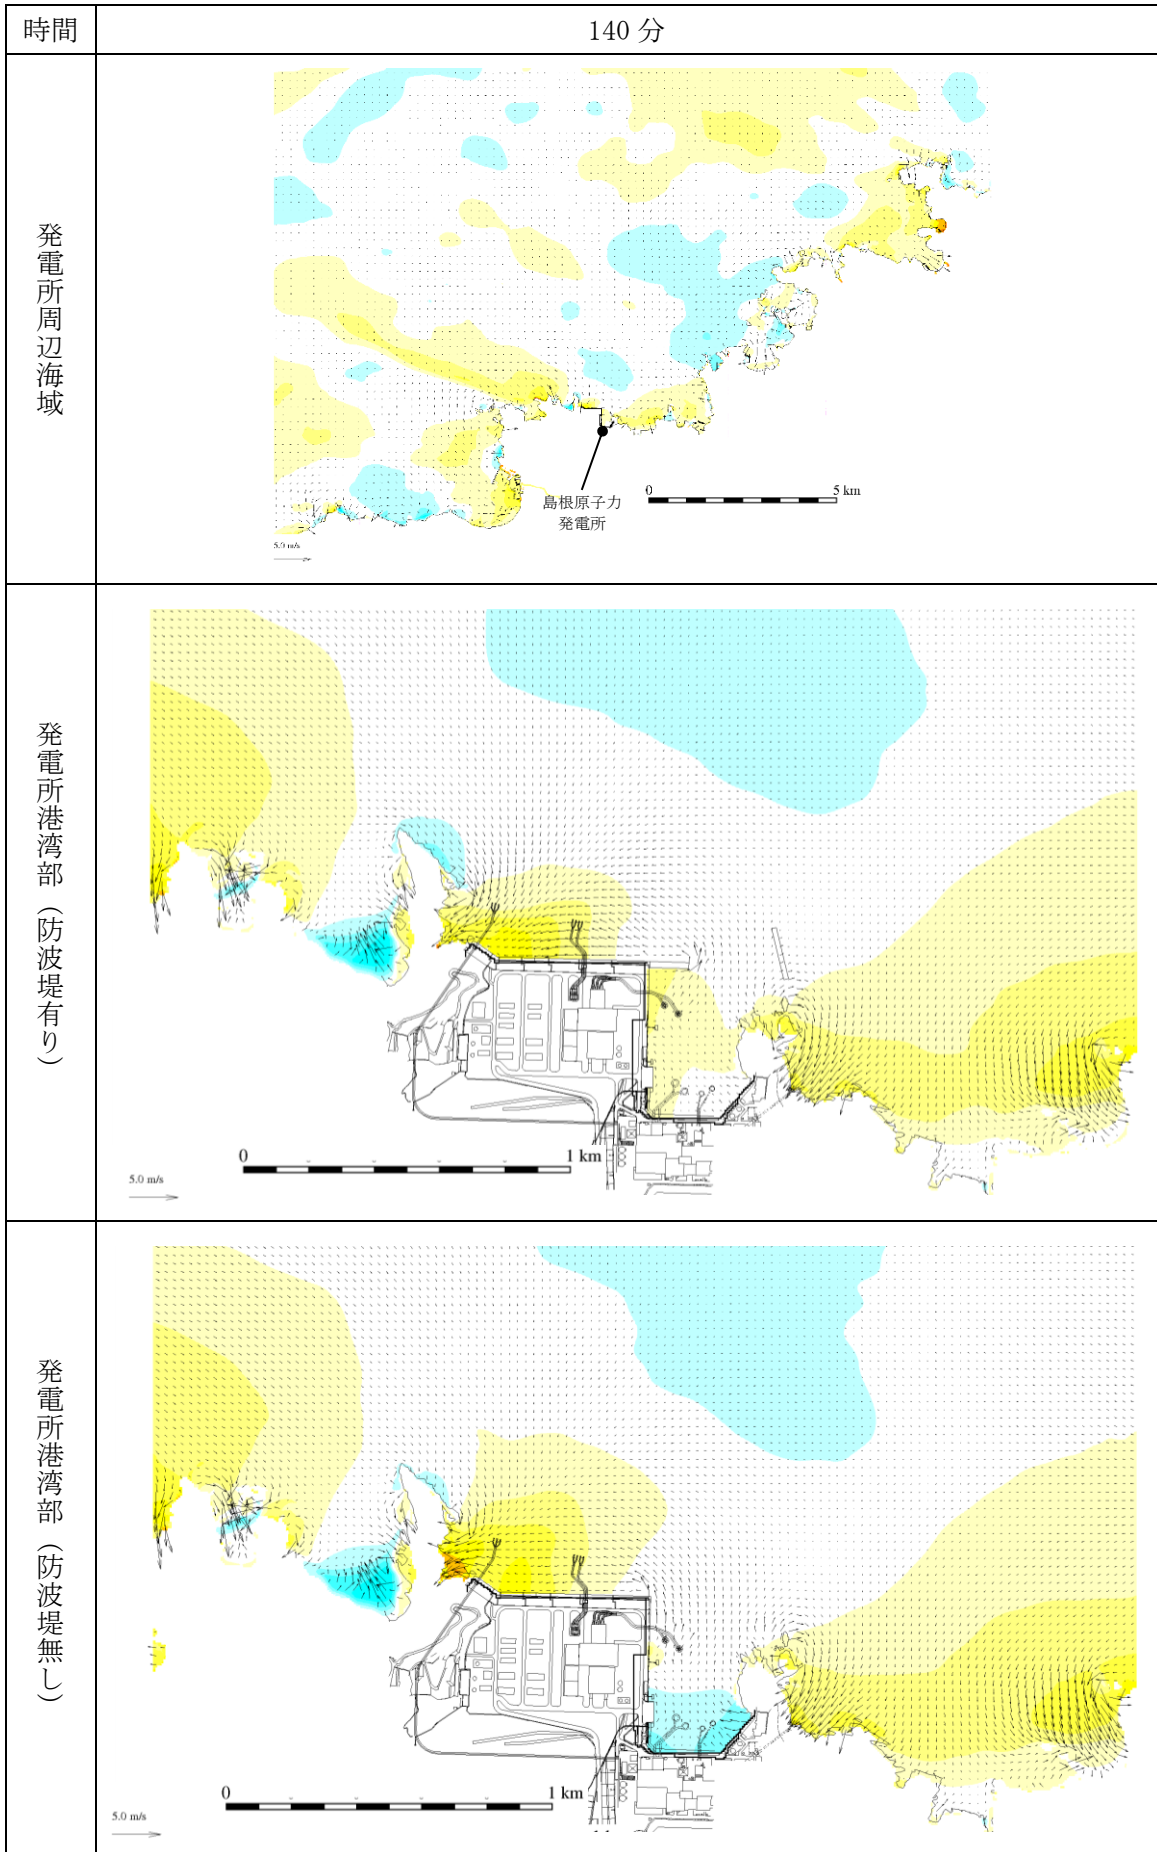 時間
140 分
発電所周辺海域
島根原子力
発電所
0
5 km
5.0 m/s
発電所港湾部（防波堤有り）
0
1 km
5.0 m/s
発電所港湾部（防波堤無し）
0
1 km
5.0 m/s